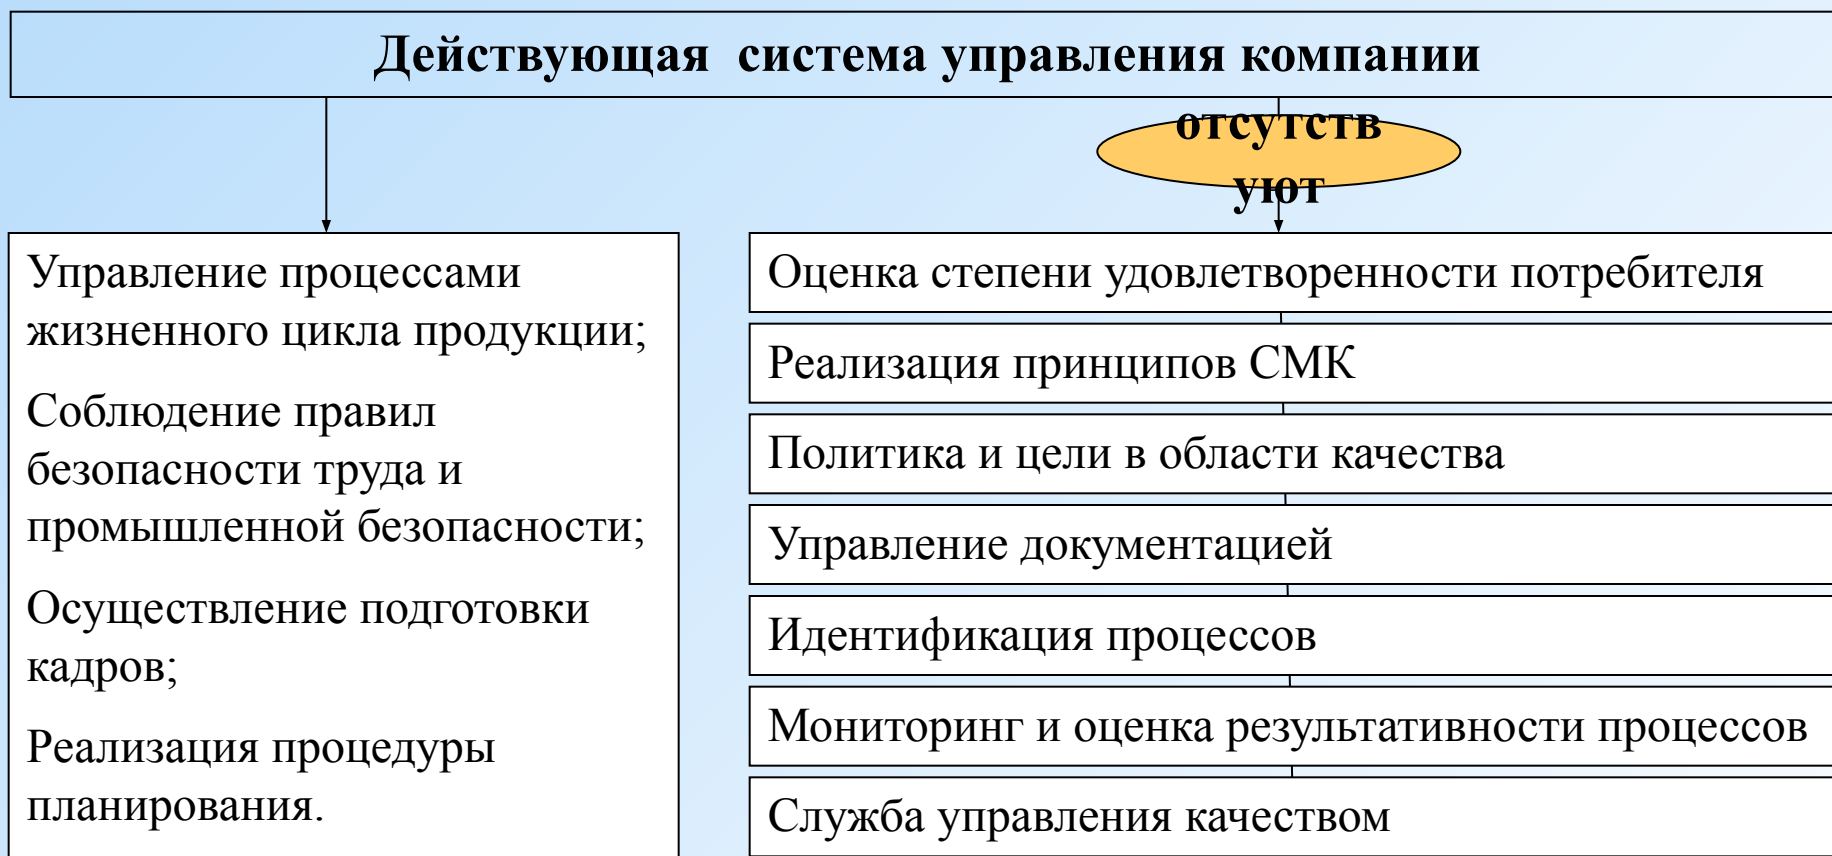 Действующая система управления компании
отсутств
уют
Управление процессами
жизненного цикла продукции;
Соблюдение правил
безопасности труда и
промышленной безопасности;
Осуществление подготовки
кадров;
Реализация процедуры
планирования.
Оценка степени удовлетворенности потребителя
Реализация принципов СМК
Политика и цели в области качества
Управление документацией
Идентификация процессов
Мониторинг и оценка результативности процессов
Служба управления качеством